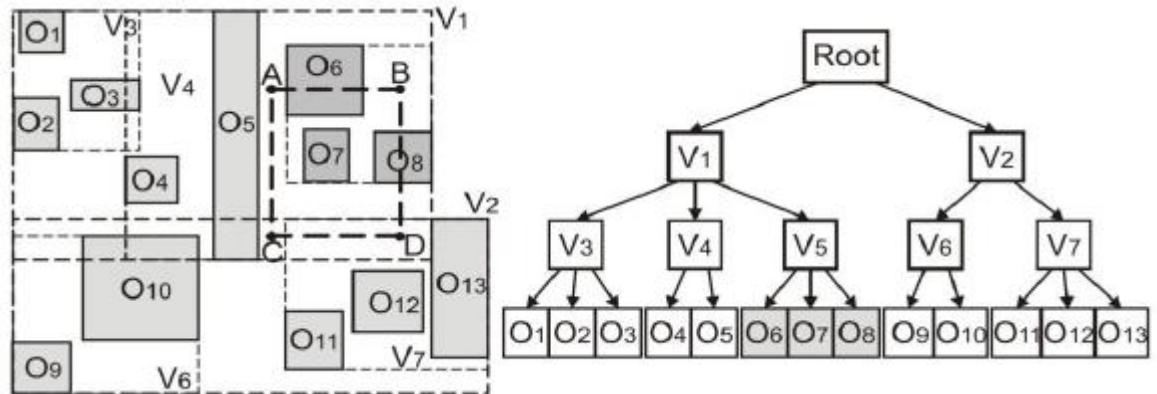 O1 V3 V1
O6
A B
O3 V4
O2 O5
O7 O8
O4
V2
C D
O10 O13
O12
O11
O9 V6 V7
Root
V1 V2
V3 V4 V5 V6 V7
O1 O2 O3 O4 O5 O6 O7 O8 O9 O10 O11 O12 O13